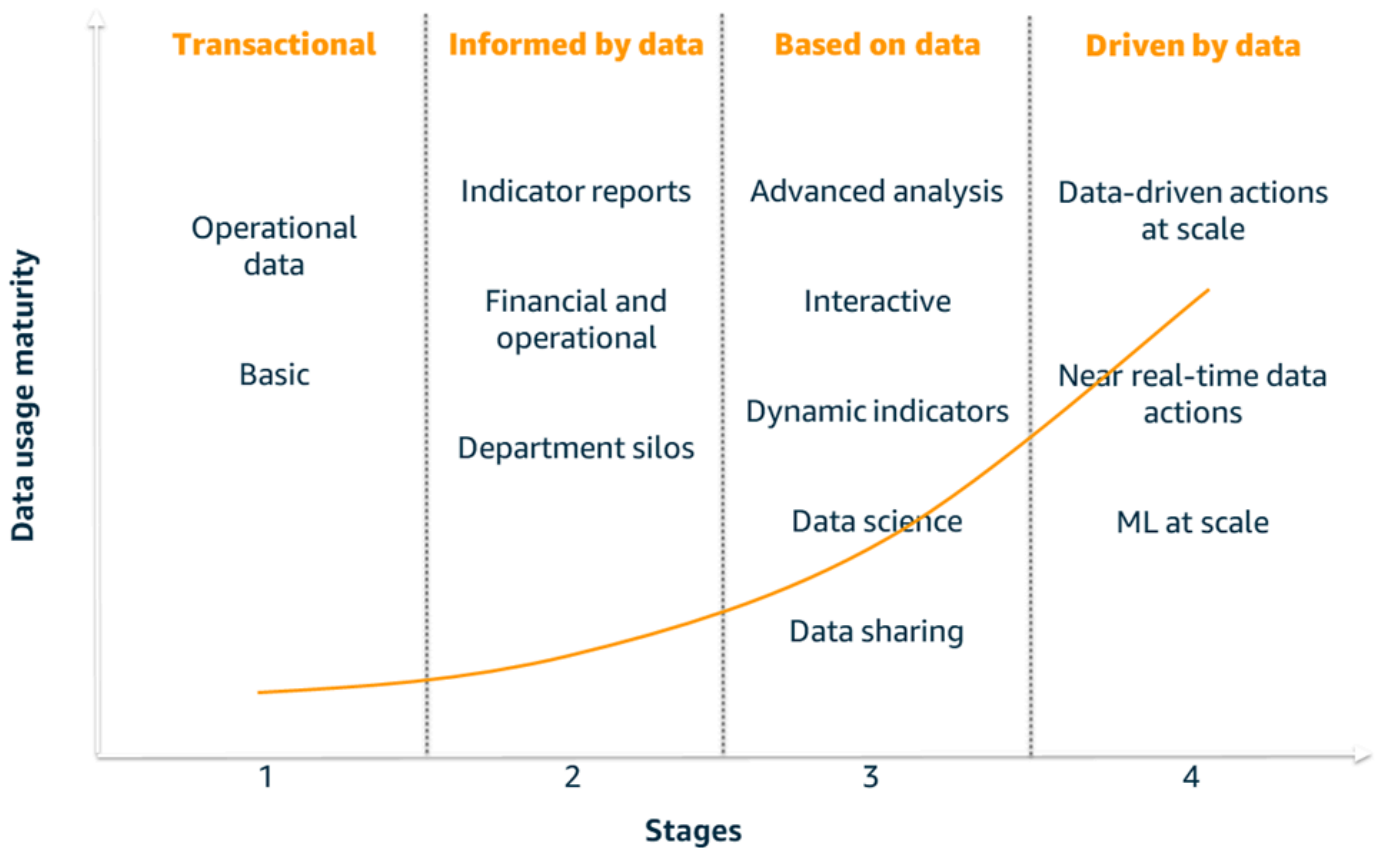 Transactional
Informed by data
Based on data
Driven by data
Operational
data
Basic
Indicator reports
Financial and
operational
Department silos
Advanced analysis
Interactive
Dynamic indicators
Data science
Data sharing
Data-driven actions
at scale
Near real-time data
actions
ML at scale
Data usage maturity
1
2
3
4
Stages